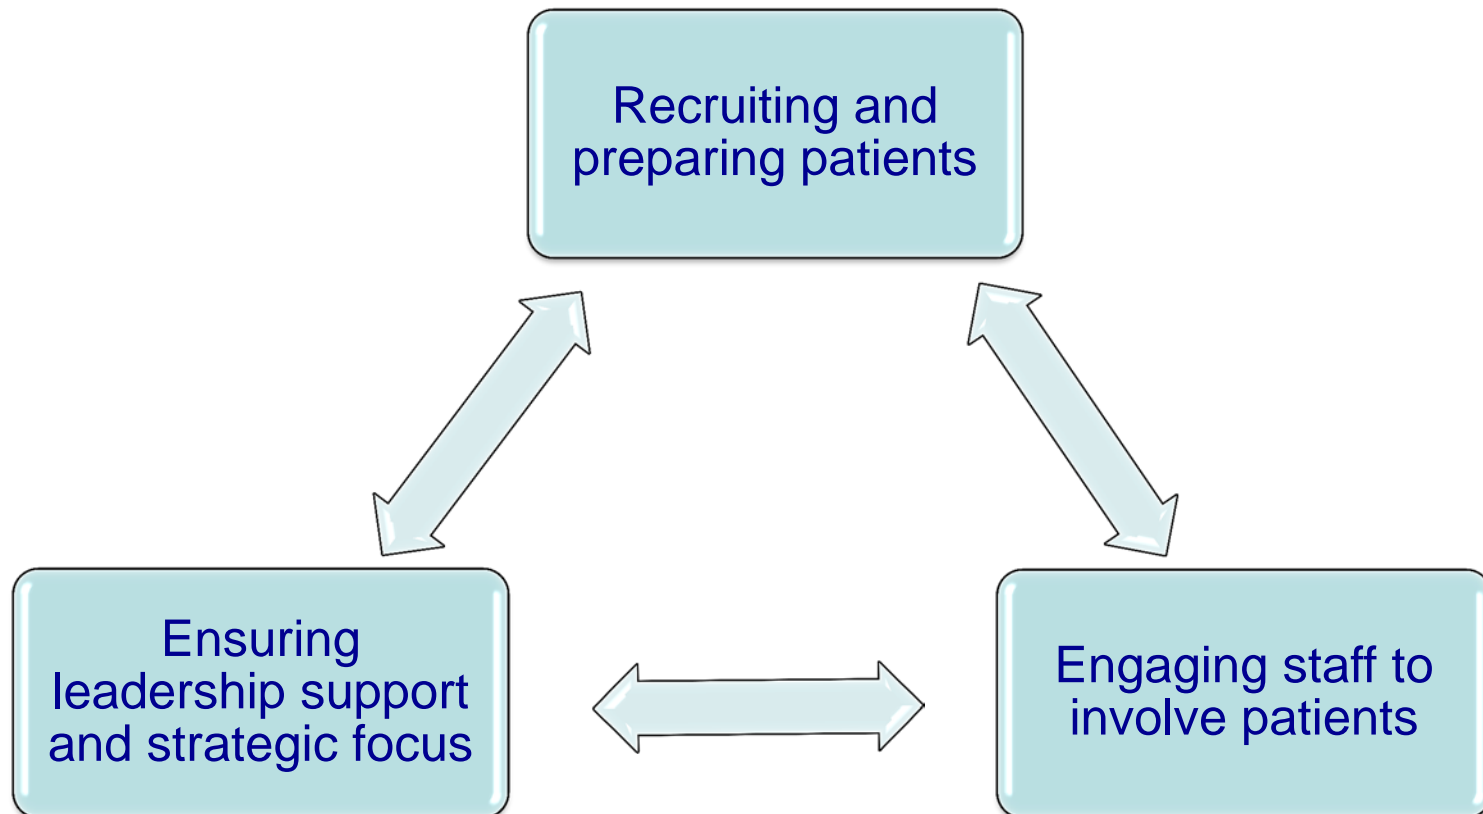 Recruiting and
preparing patients
Ensuring
leadership support
and strategic focus
Engaging staff to
involve patients